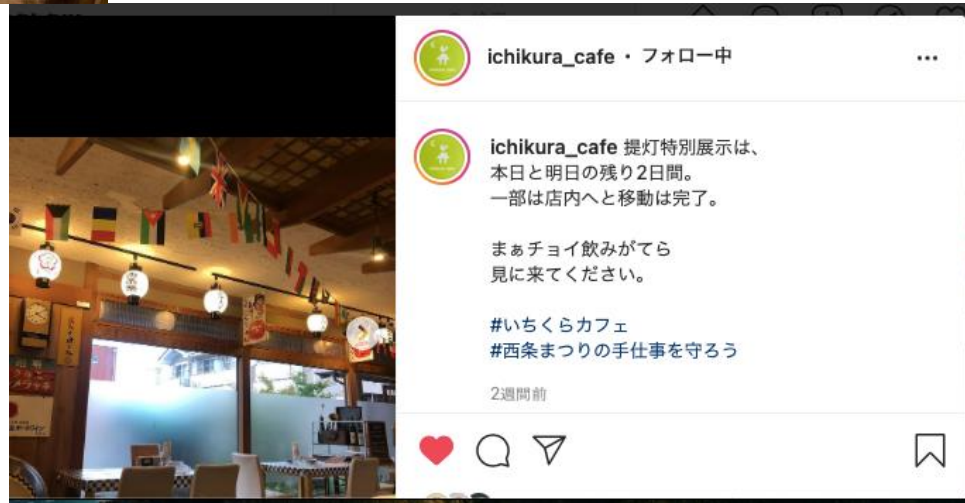 ichikura_cafe • フォロー中
ichikura_cafe 提灯特別展示は、
本日と明日の残り2日間。
一部は店内へと移動は完了。
まぁチョイ飲みがてら
見に来てください。
#いちくらカフェ
#西条まつりの手仕事を守ろう
2週間前